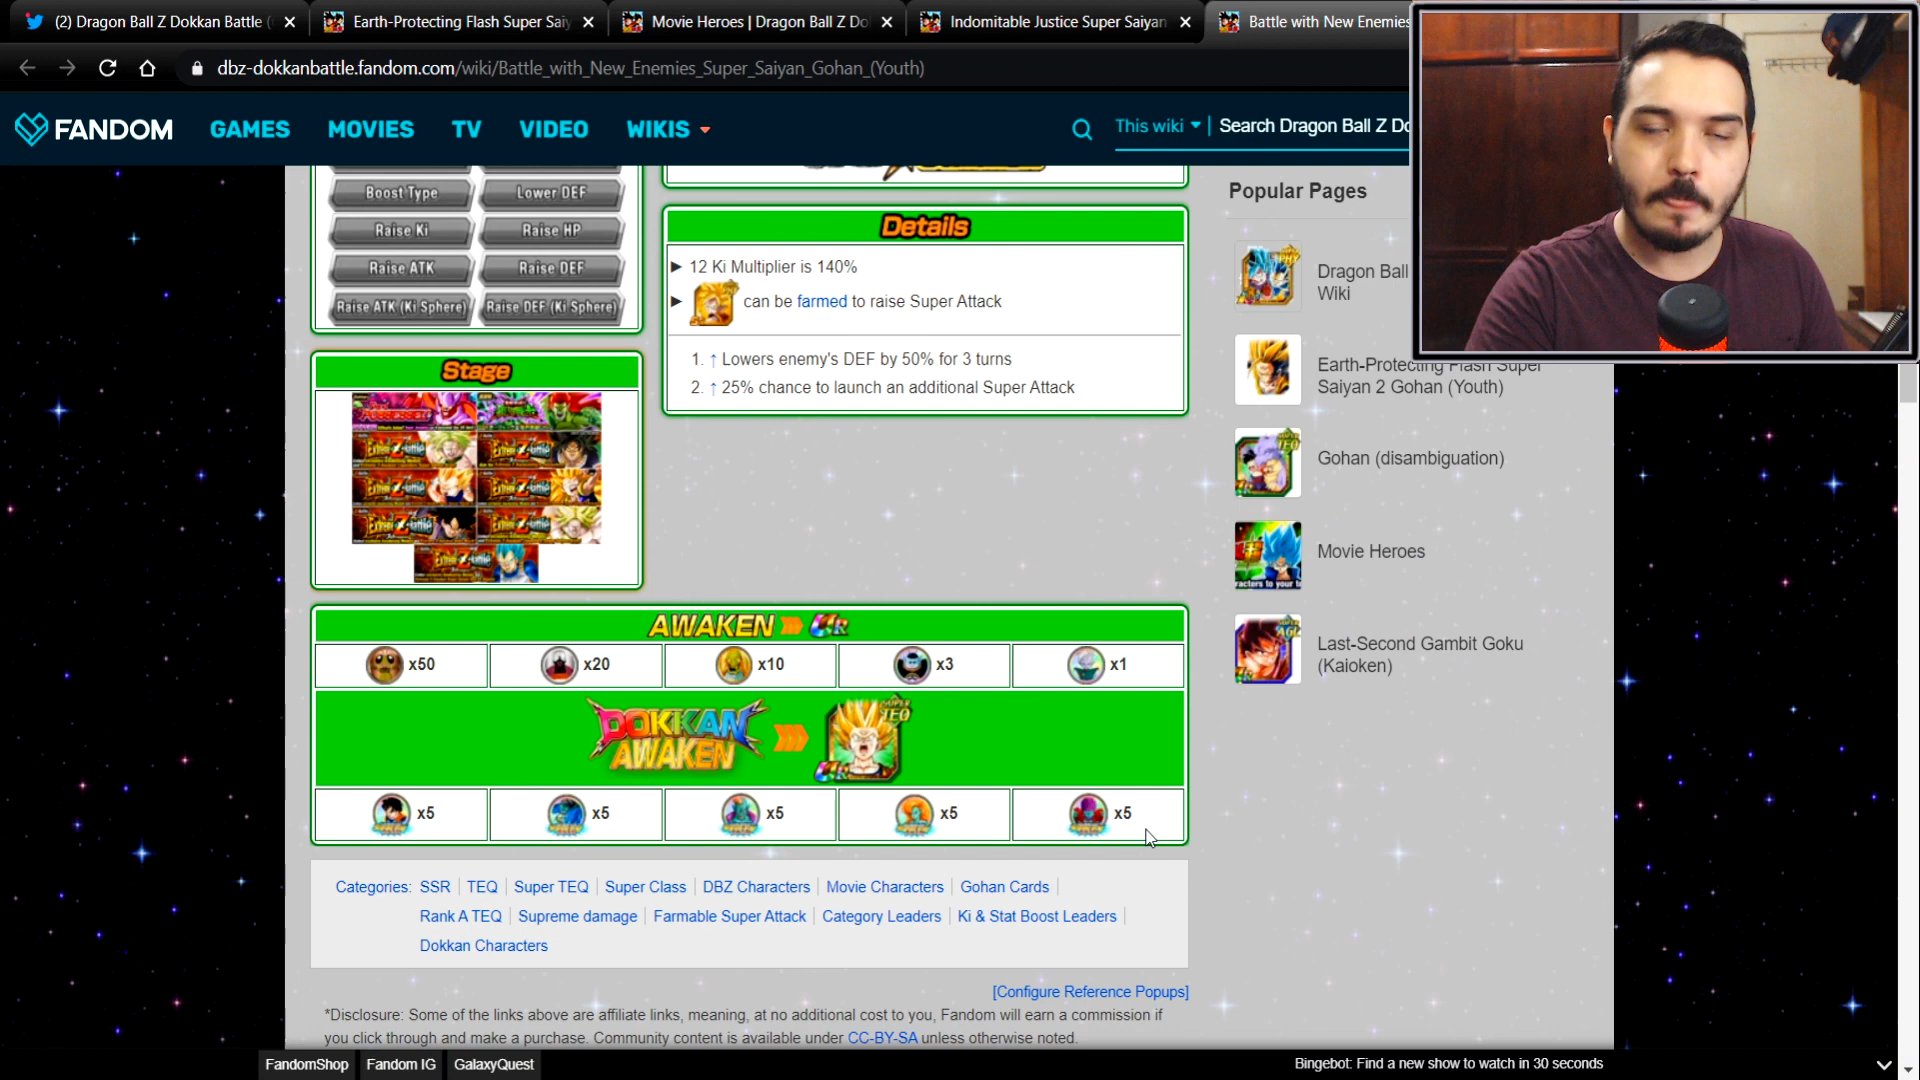 (2) Dragon Ball Z Dokkan Battle (
Earth-Protecting Flash Super Saiy
Movie Heroes | Dragon Ball Z Do
Indomitable Justice Super Saiyan
Battle with New Enemies
dbz-dokkanbattle.fandom.com/wiki/Battle_with_New_Enemies_Super_Saiyan_Gohan_(Youth)
FANDOM
GAMES
MOVIES
TV
VIDEO
WIKIS
This wiki
Search Dragon Ball Z Do
Boost Type
Lower DEF
Raise Ki
Raise HP
Raise ATK
Raise DEF
Raise ATK (Ki Sphere)
Raise DEF (Ki Sphere)
Details
12 Ki Multiplier is 140%
can be farmed to raise Super Attack
1. ↑ Lowers enemy's DEF by 50% for 3 turns
2. ↑ 25% chance to launch an additional Super Attack
Stage
AWAKEN UR
x50
x20
x10
x3
x1
DOKKAN
AWAKEN
SUPER
TEQ
UR
x5
x5
x5
x5
x5
Categories: SSR | TEQ | Super TEQ | Super Class | DBZ Characters | Movie Characters | Gohan Cards
Rank A TEQ | Supreme damage | Farmable Super Attack | Category Leaders | Ki & Stat Boost Leaders
Dokkan Characters
[Configure Reference Popups]
*Disclosure: Some of the links above are affiliate links, meaning, at no additional cost to you, Fandom will earn a commission if
you click through and make a purchase. Community content is available under CC-BY-SA unless otherwise noted.
Popular Pages
Dragon Ball
Wiki
Earth-Protecting Flash Super
Saiyan 2 Gohan (Youth)
Gohan (disambiguation)
Movie Heroes
Last-Second Gambit Goku
(Kaioken)
FandomShop
Fandom IG
GalaxyQuest
Bingebot: Find a new show to watch in 30 seconds